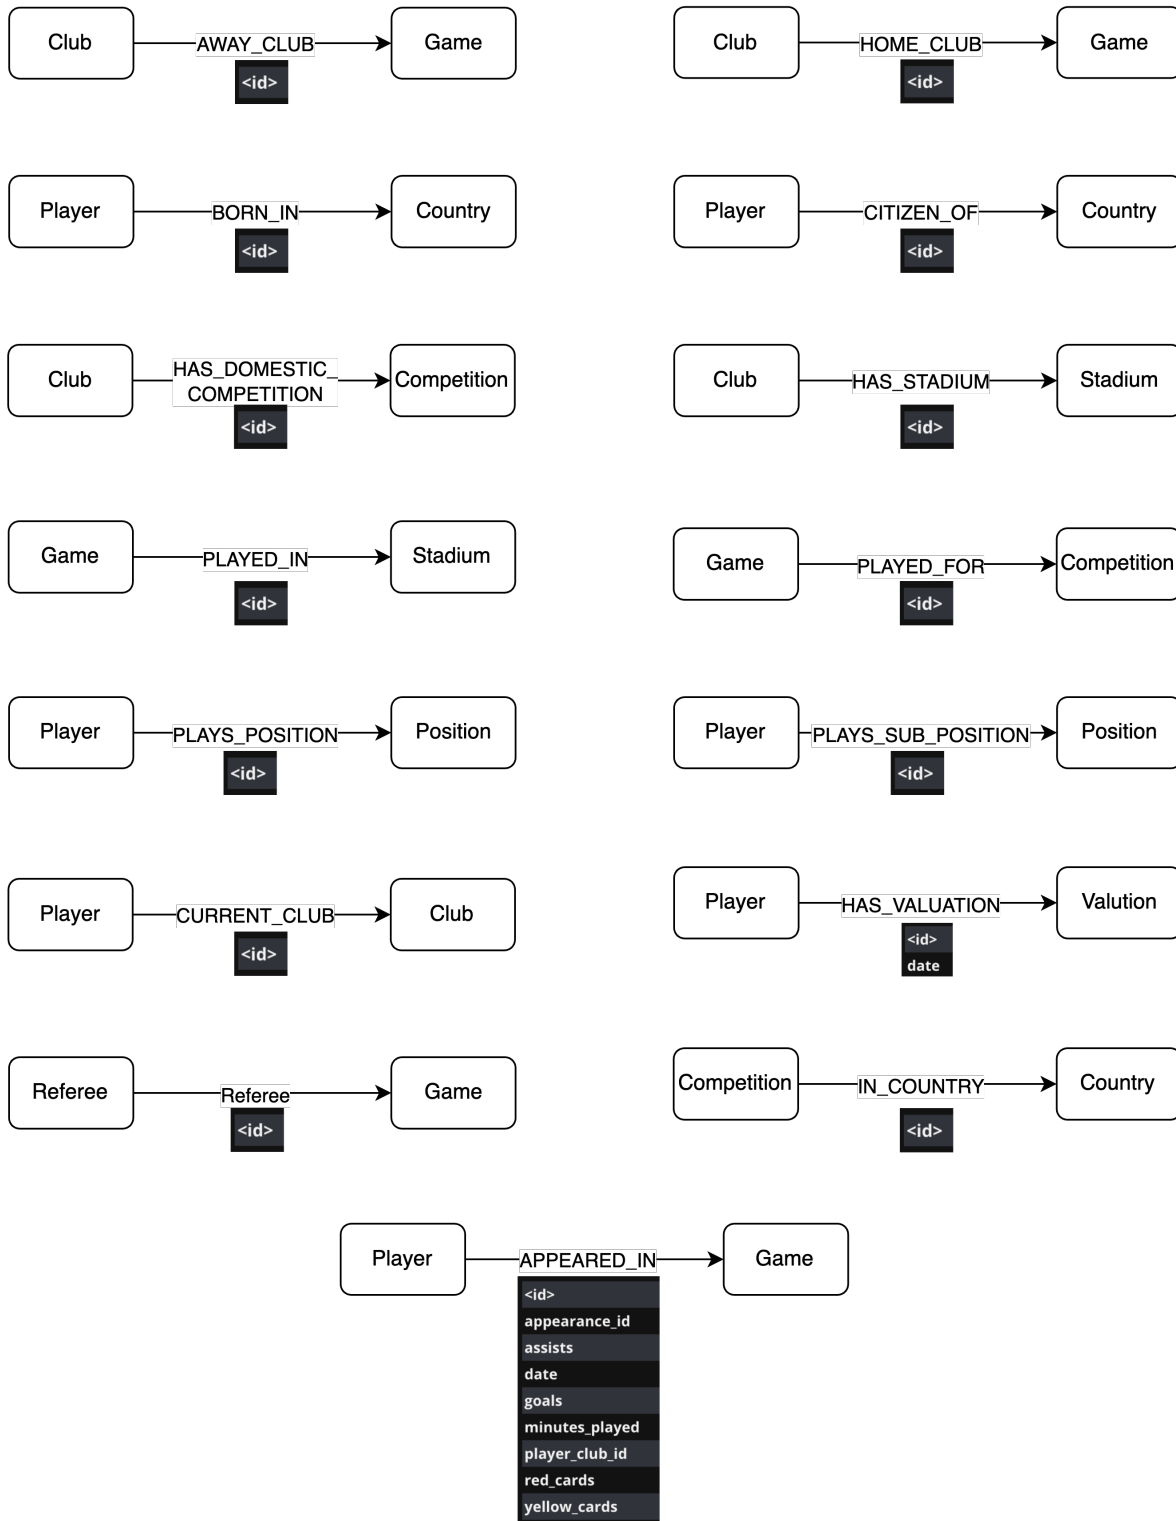 Club AWAY_CLUB Game
<id>
Club HOME_CLUB Game
<id>
Player BORN_IN Country
<id>
Player CITIZEN_OF Country
<id>
Club HAS_DOMESTIC_
COMPETITION Competition
<id>
Club HAS_STADIUM Stadium
<id>
Game PLAYED_IN Stadium
<id>
Game PLAYED_FOR Competition
<id>
Player PLAYS_POSITION Position
<id>
Player PLAYS_SUB_POSITION Position
<id>
Player CURRENT_CLUB Club
<id>
Player HAS_VALUATION Valution
<id>
date
Referee Referee Game
<id>
Competition IN_COUNTRY Country
<id>
Player APPEARED_IN Game
<id>
appearance_id
assists
date
goals
minutes_played
player_club_id
red_cards
yellow_cards